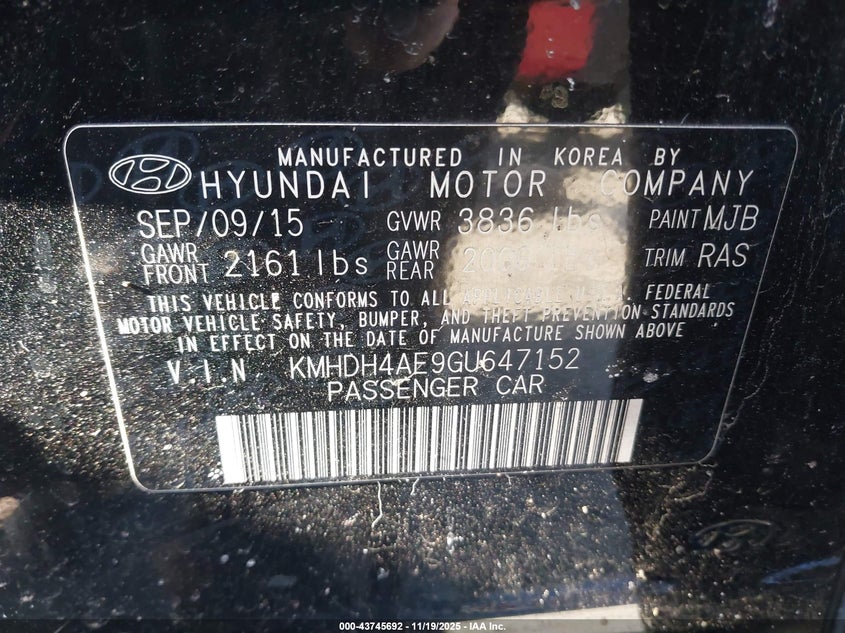 MANUFACTURED IN KOREA BY
HYUNDAI MOTOR COMPANY
SEP/09/15 GVWR 3836 lbs PAINT MJB
GAWR FRONT 2161 lbs GAWR REAR TRIM RAS
THIS VEHICLE CONFORMS TO ALL APPLICABLE U.S.A. FEDERAL
MOTOR VEHICLE SAFETY, BUMPER, AND THEFT PREVENTION STANDARDS
IN EFFECT ON THE DATE OF MANUFACTURE SHOWN ABOVE
VIN KMHDH4AE9GU647152
PASSENGER CAR
000-43745692 - 11/19/2025 - IAA Inc.